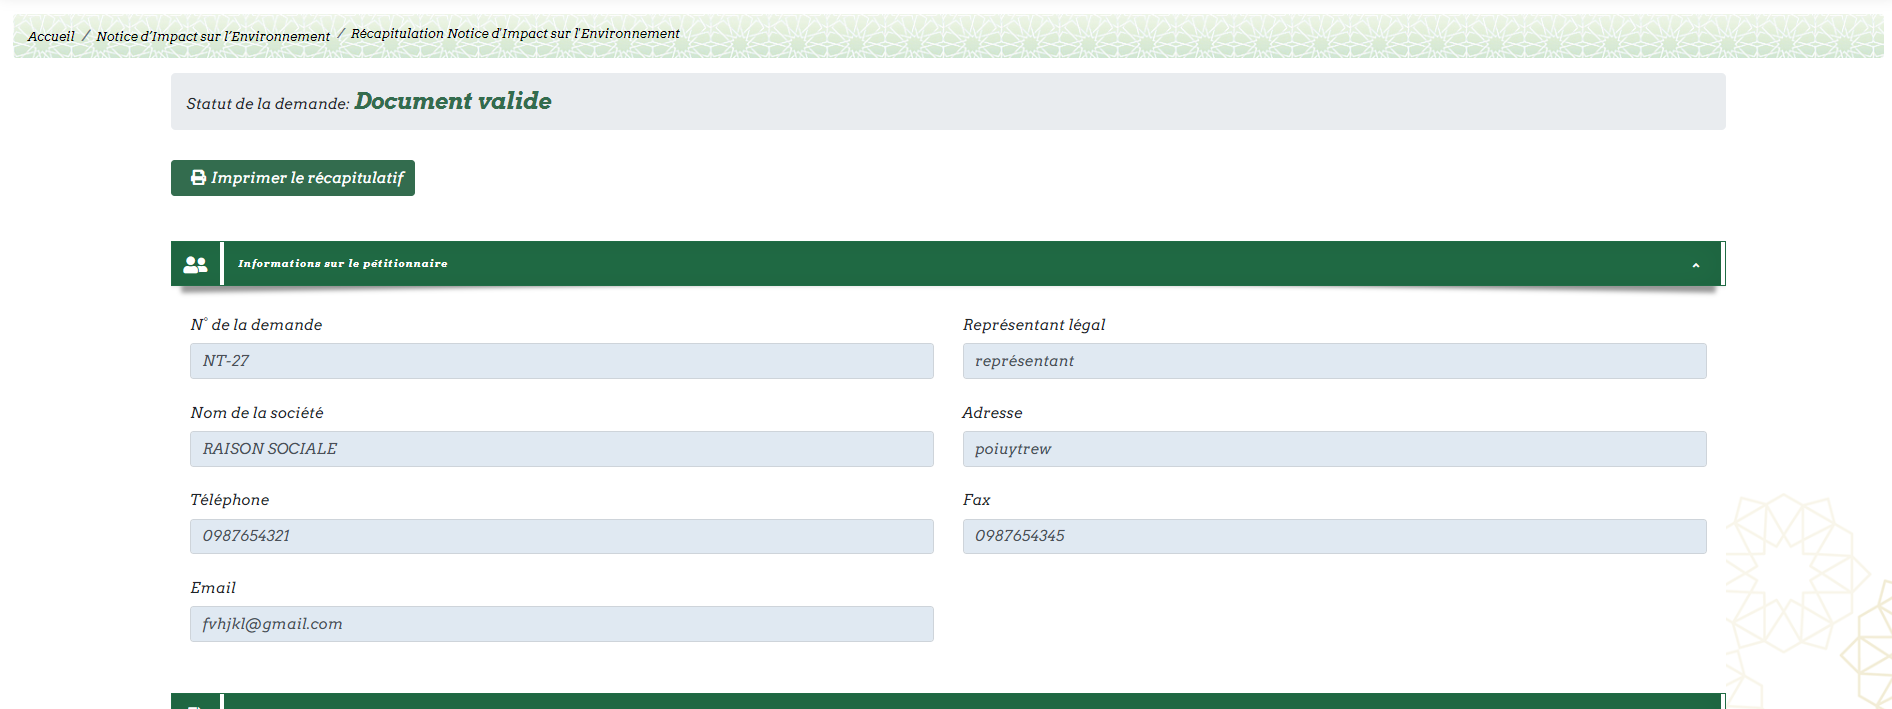 Accueil / Notice d'Impact sur l'Environnement / Récapitulation Notice d'Impact sur l'Environnement
Statut de la demande: Document valide
Imprimer le récapitulatif
Informations sur le pétitionnaire
N° de la demande
Représentant légal
NT-27
représentant
Nom de la société
Adresse
RAISON SOCIALE
poiuytrew
Téléphone
Fax
0987654321
0987654345
Email
fvhjkl@gmail.com